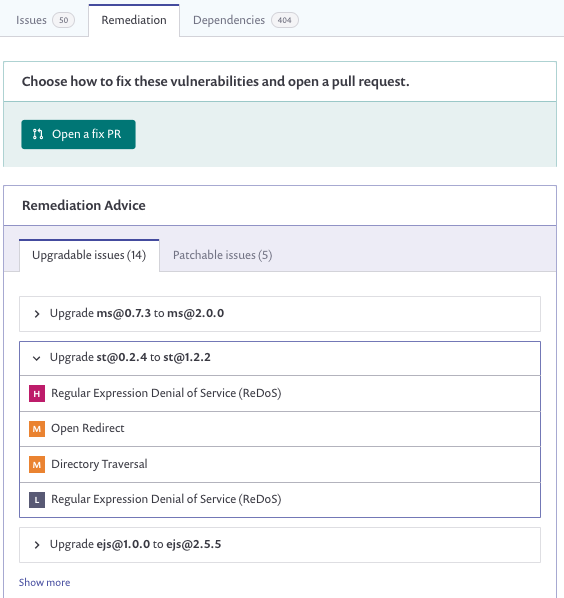 Issues 50 Remediation Dependencies 404
Choose how to fix these vulnerabilities and open a pull request.
Open a fix PR
Remediation Advice
Upgradable issues (14) Patchable issues (5)
Upgrade ms@0.7.3 to ms@2.0.0
Upgrade st@0.2.4 to st@1.2.2
H Regular Expression Denial of Service (ReDoS)
M Open Redirect
M Directory Traversal
L Regular Expression Denial of Service (ReDoS)
Upgrade ejs@1.0.0 to ejs@2.5.5
Show more